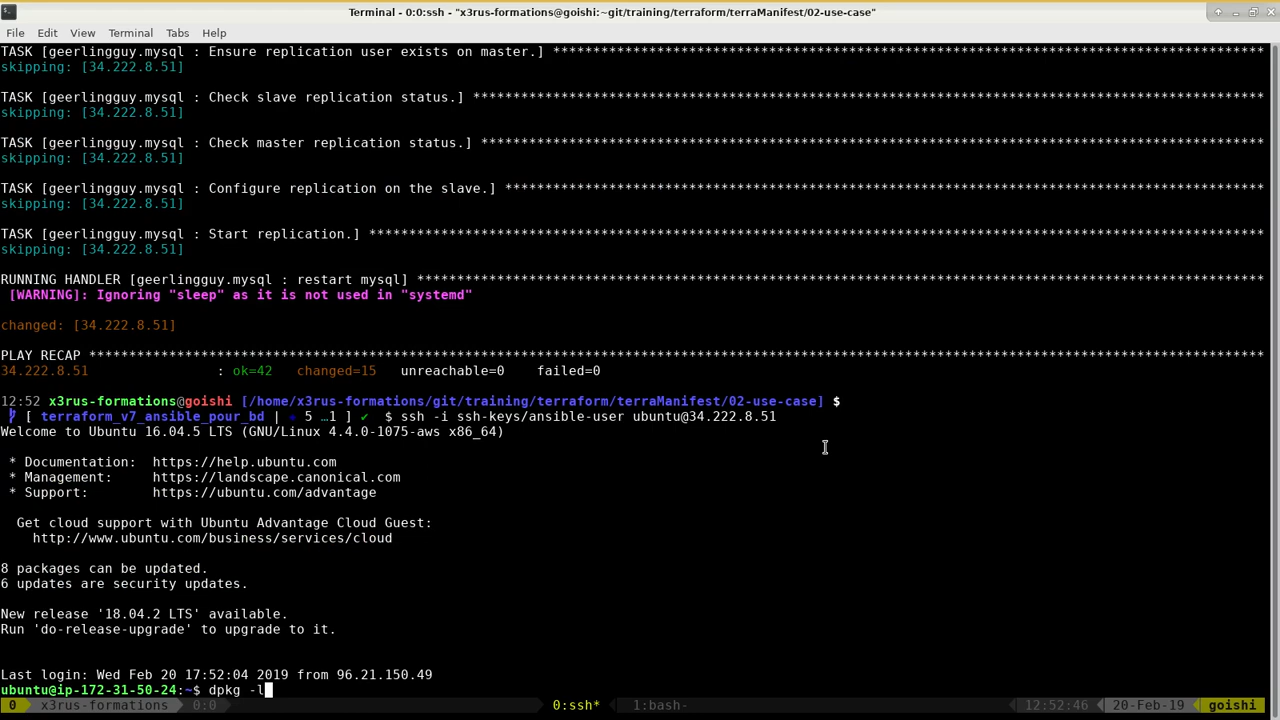 Terminal - 0:0:ssh - "x3rus-formations@goishi:~git/training/terraform/terraManifest/02-use-case"
File Edit View Terminal Tabs Help
TASK [geerlingguy.mysql : Ensure replication user exists on master.] *****************************************************************************************
skipping: [34.222.8.51]
TASK [geerlingguy.mysql : Check slave replication status.] ***************************************************************************************************
skipping: [34.222.8.51]
TASK [geerlingguy.mysql : Check master replication status.] **************************************************************************************************
skipping: [34.222.8.51]
TASK [geerlingguy.mysql : Configure replication on the slave.] ***********************************************************************************************
skipping: [34.222.8.51]
TASK [geerlingguy.mysql : Start replication.] ****************************************************************************************************************
skipping: [34.222.8.51]
RUNNING HANDLER [geerlingguy.mysql : restart mysql] **********************************************************************************************************
[WARNING]: Ignoring "sleep" as it is not used in "systemd"
changed: [34.222.8.51]
PLAY RECAP ***************************************************************************************************************************************************
34.222.8.51 : ok=42 changed=15 unreachable=0 failed=0
12:52 x3rus-formations@goishi [/home/x3rus-formations/git/training/terraform/terraManifest/02-use-case] $
[ terraform_v7_ansible_pour_bd | 5 …1 ] ✔ $ ssh -i ssh-keys/ansible-user ubuntu@34.222.8.51
Welcome to Ubuntu 16.04.5 LTS (GNU/Linux 4.4.0-1075-aws x86_64)
* Documentation: https://help.ubuntu.com
* Management: https://landscape.canonical.com
* Support: https://ubuntu.com/advantage
Get cloud support with Ubuntu Advantage Cloud Guest:
http://www.ubuntu.com/business/services/cloud
8 packages can be updated.
6 updates are security updates.
New release '18.04.2 LTS' available.
Run 'do-release-upgrade' to upgrade to it.
Last login: Wed Feb 20 17:52:04 2019 from 96.21.150.49
ubuntu@ip-172-31-50-24:~$ dpkg -l
0 x3rus-formations 0:0 0:ssh* 1:bash- 12:52:46 20-Feb-19 goishi